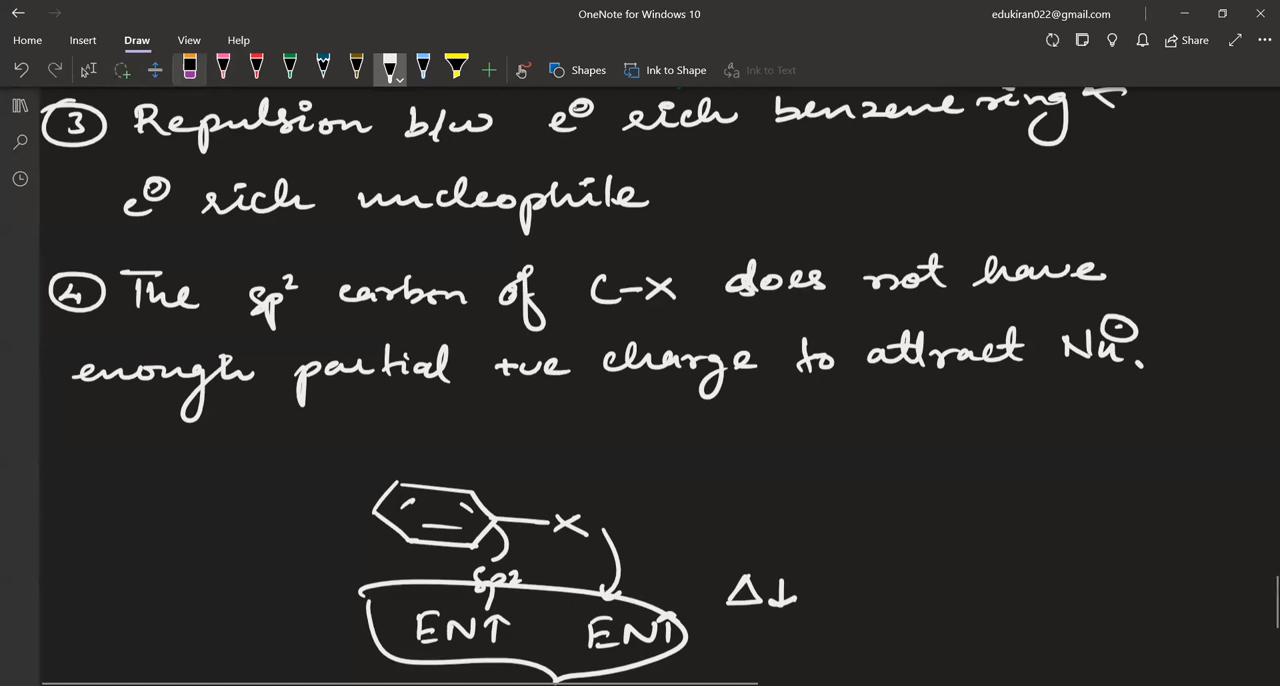 OneNote for Windows 10
edukiran022@gmail.com
Home Insert Draw View Help
Share
Shapes Ink to Shape Ink to Text
③ Repulsion b/w e⊖ rich benzene ring +
e⊖ rich nucleophile
④ The sp² carbon of C-X does not have
enough partial +ve charge to attract Nu⊖.
X
sp²
EN↑ EN↑ Δ↓